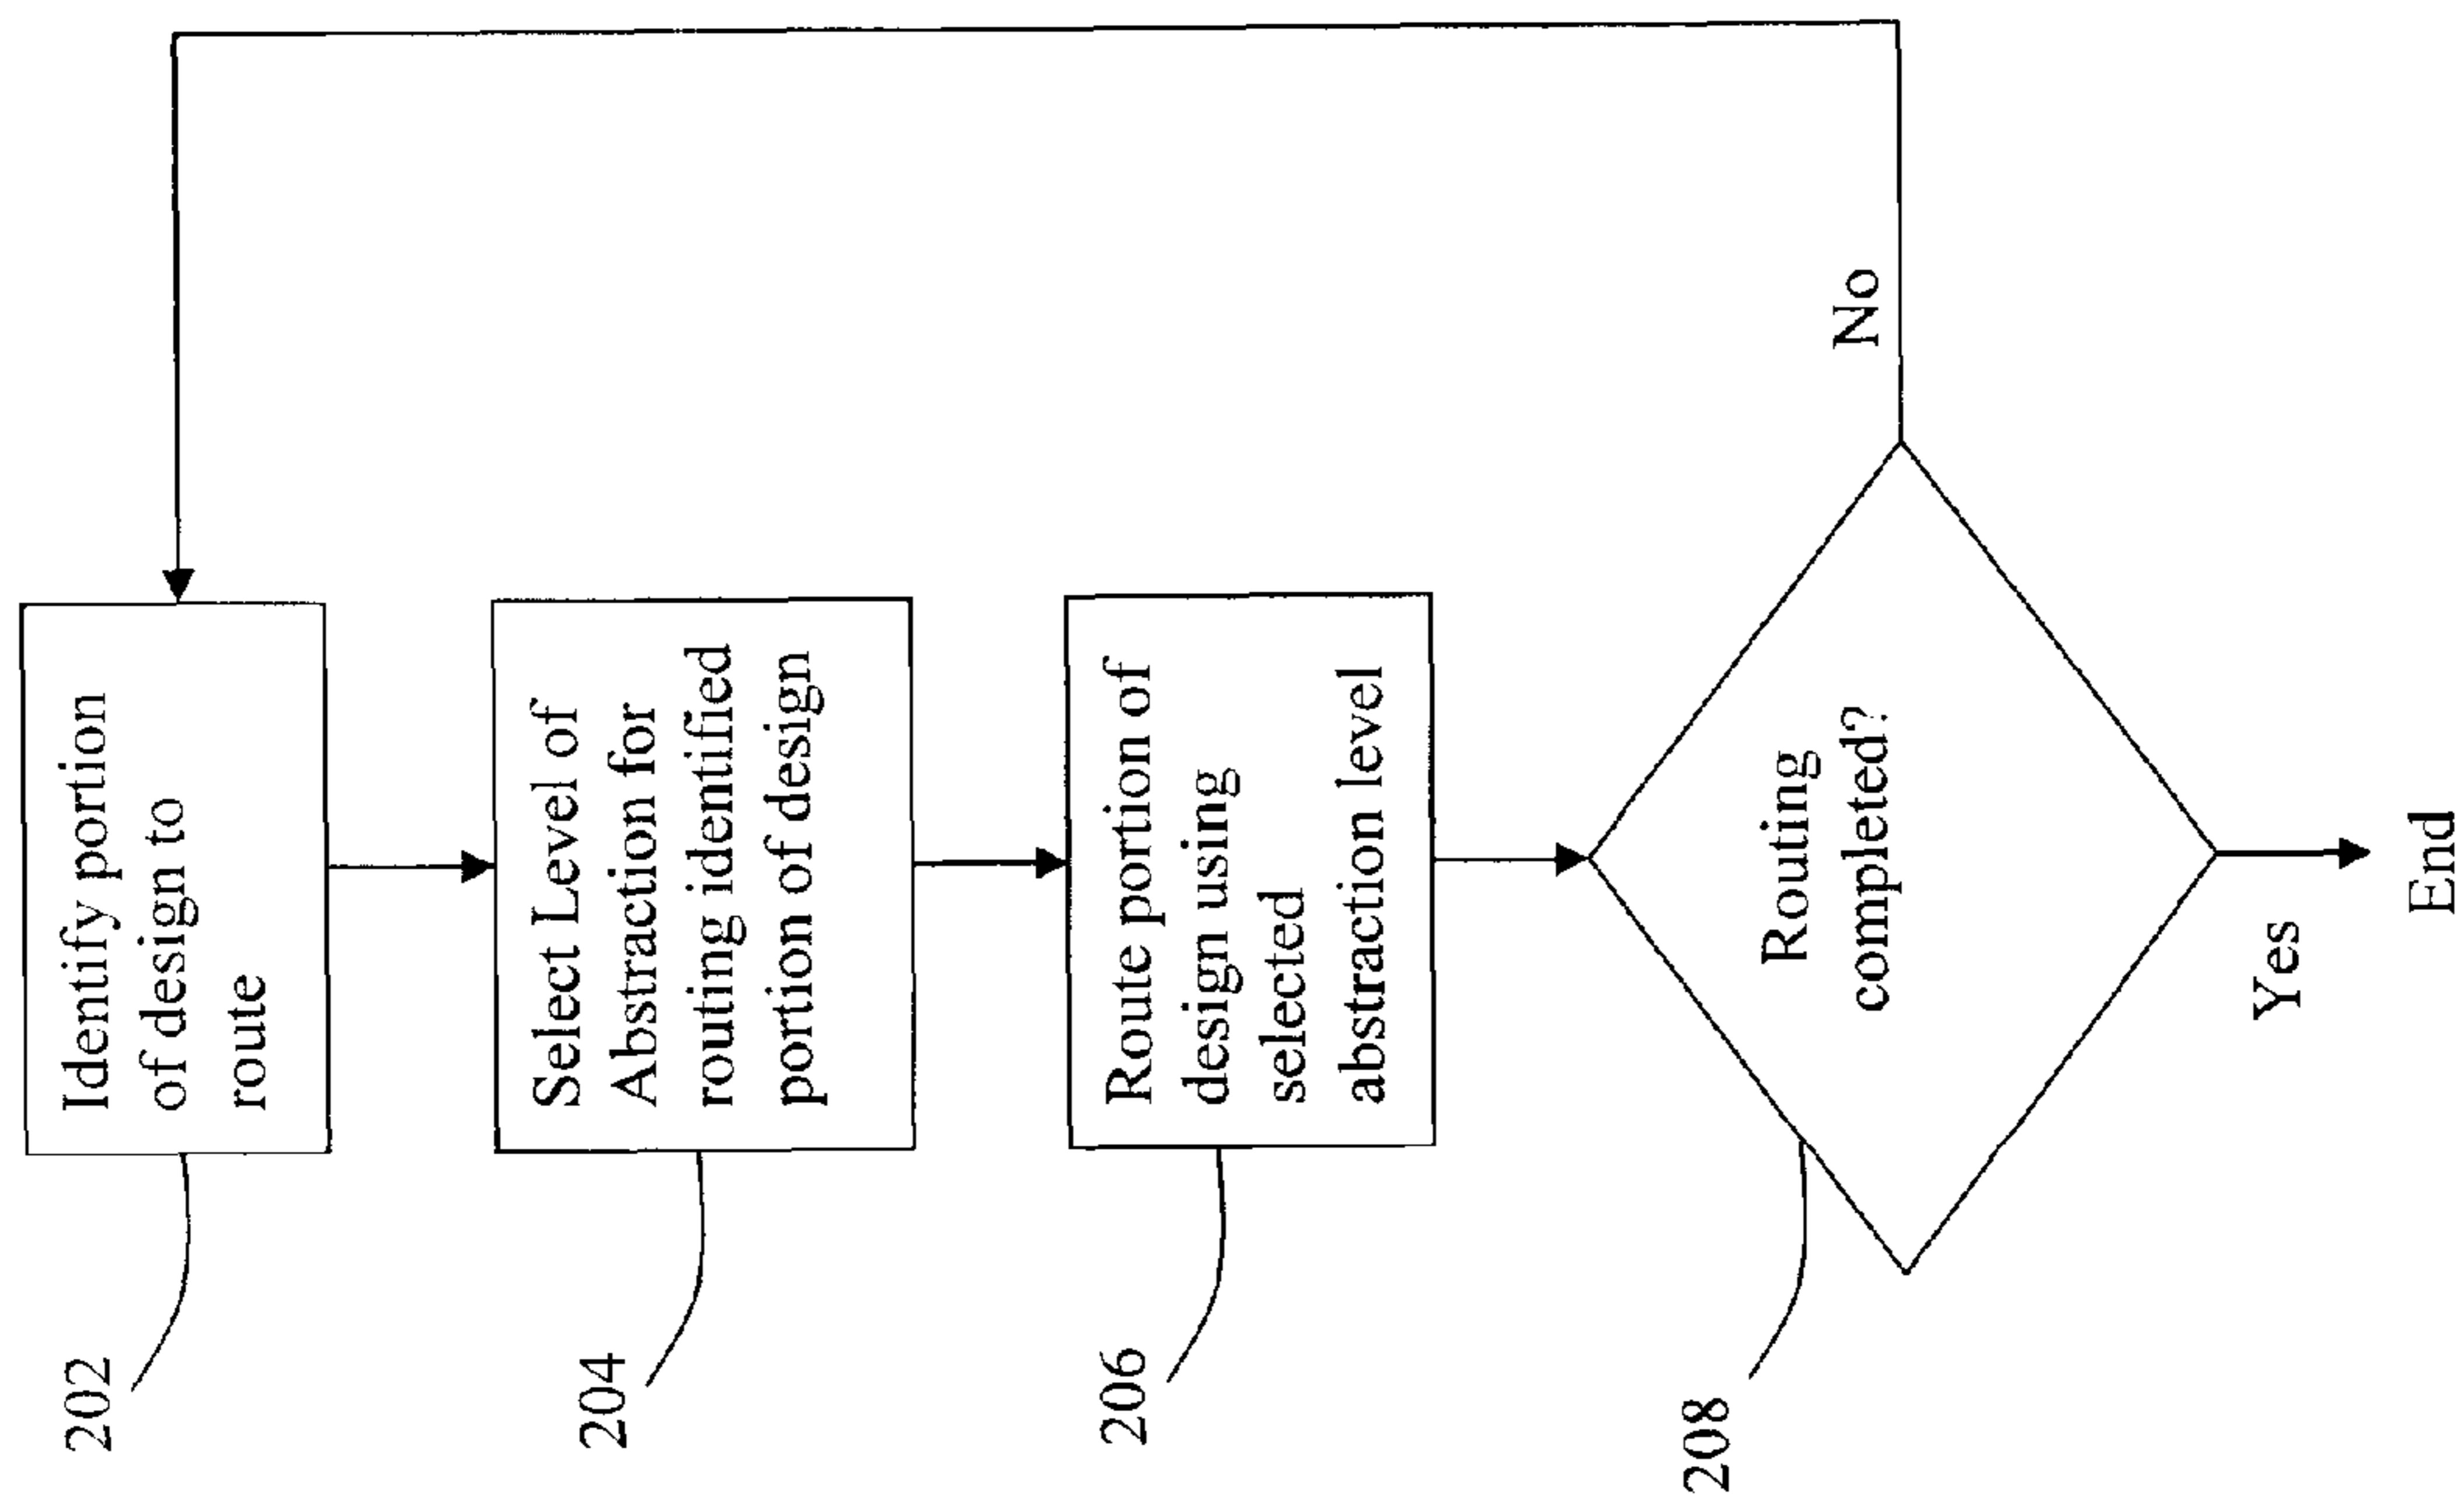 202
Identify portion
of design to
route
204
Select Level of
Abstraction for
routing identified
portion of design
206
Route portion of
design using
selected
abstraction level
208
Routing
completed?
No
Yes
End